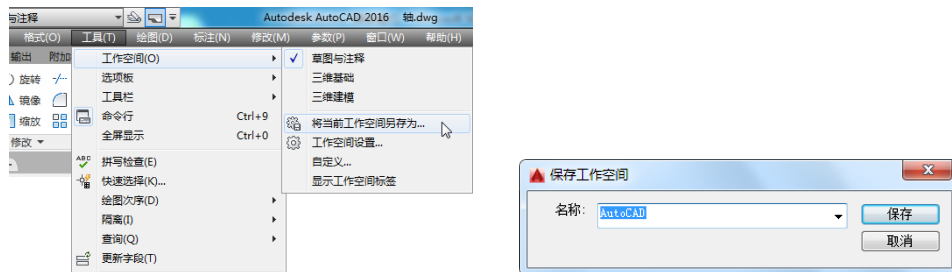 与注释
Autodesk AutoCAD 2016 轴.dwg
格式(O) 工具(T) 绘图(D) 标注(N) 修改(M) 参数(P) 窗口(W) 帮助(H)
输出 附加
旋转
镜像
缩放
修改
工作空间(O)
选项板
工具栏
命令行 Ctrl+9
全屏显示 Ctrl+0
ABC 拼写检查(E)
快速选择(K)...
绘图次序(D)
隔离(I)
查询(Q)
更新字段(T)
草图与注释
三维基础
三维建模
将当前工作空间另存为...
工作空间设置...
自定义...
显示工作空间标签
保存工作空间
名称: AutoCAD 保存
取消